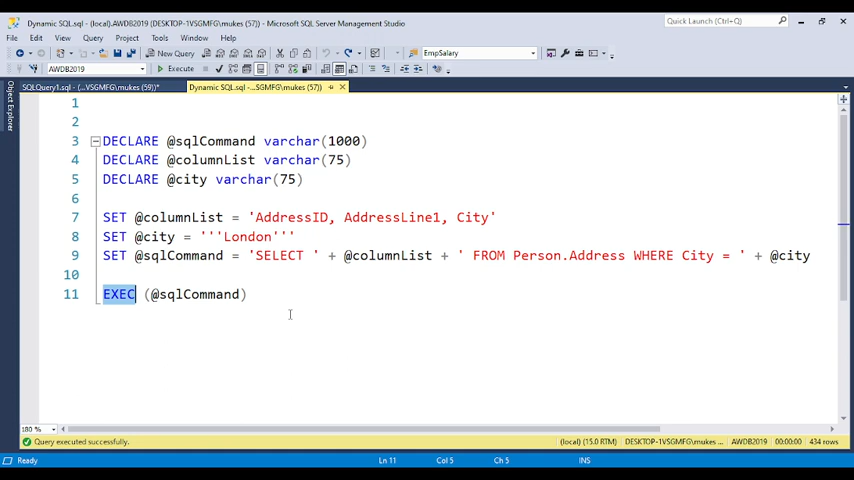 Dynamic SQL.sql - (local).AWDB2019 (DESKTOP-1VSGMFG\mukes (57)) - Microsoft SQL Server Management Studio
Quick Launch (Ctrl+Q)
File Edit View Query Project Tools Window Help
New Query
EmpSalary
AWDB2019
Execute
SQLQuery1.sql - (...VSGMFG\mukes (59))*
Dynamic SQL.sql -...SGMFG\mukes (57))
Object Explorer
1
2
3 DECLARE @sqlCommand varchar(1000)
4 DECLARE @columnList varchar(75)
5 DECLARE @city varchar(75)
6
7 SET @columnList = 'AddressID, AddressLine1, City'
8 SET @city = '''London'''
9 SET @sqlCommand = 'SELECT ' + @columnList + ' FROM Person.Address WHERE City = ' + @city
10
11 EXEC (@sqlCommand)
180 %
Query executed successfully.
(local) (15.0 RTM) DESKTOP-1VSGMFG\mukes ... AWDB2019 00:00:00 434 rows
Ready Ln 11 Col 5 Ch 5 INS